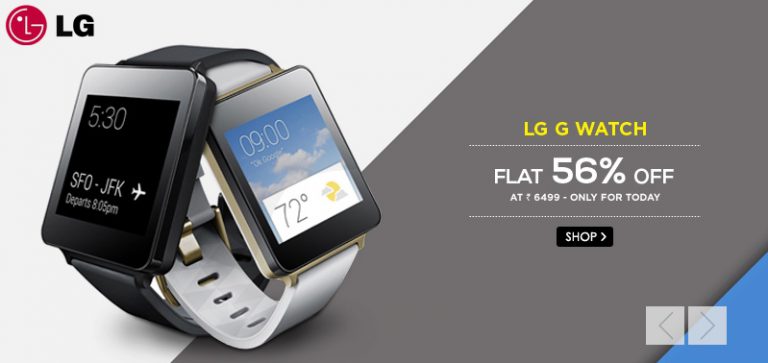 LG
5:30
SFO - JFK
Departs 8:05pm
09:00
"Ok Google"
72°
LG G WATCH
FLAT 56% OFF
AT ₹ 6499 - ONLY FOR TODAY
SHOP >